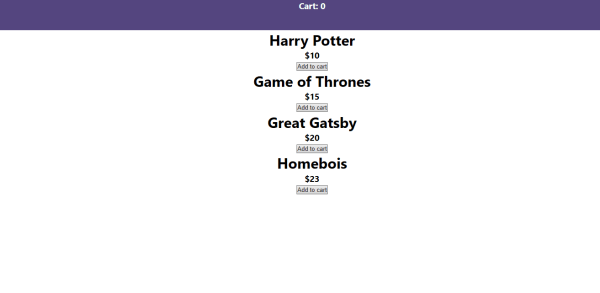 Cart: 0
Harry Potter
$10
Add to cart
Game of Thrones
$15
Add to cart
Great Gatsby
$20
Add to cart
Homebois
$23
Add to cart